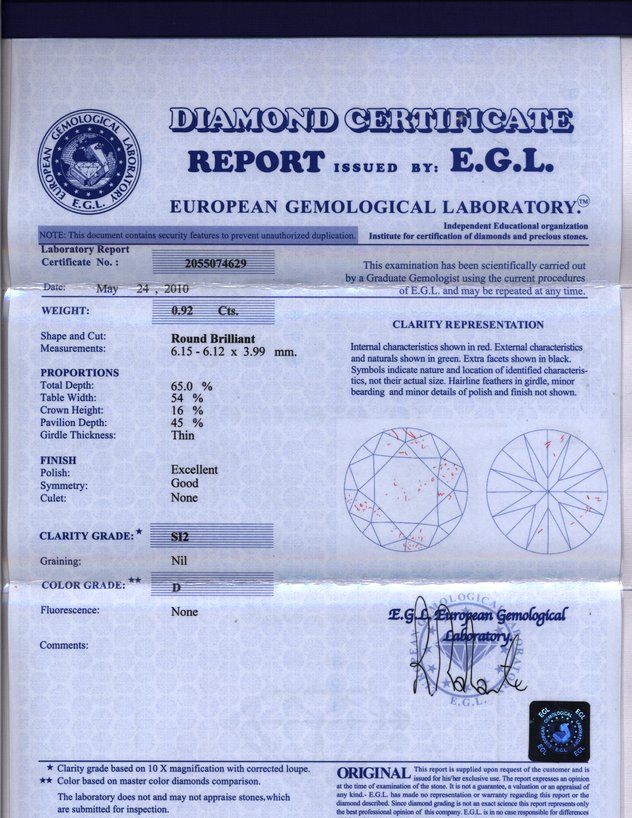 EUROPEAN GEMOLOGICAL LABORATORY
E.G.L.
DIAMOND CERTIFICATE
REPORT ISSUED BY: E.G.L.
EUROPEAN GEMOLOGICAL LABORATORY.™
NOTE: This document contains security features to prevent unauthorized duplication.
Independent Educational organization
Institute for certification of diamonds and precious stones.
Laboratory Report
Certificate No. : 2055074629
Date: May 24 , 2010
This examination has been scientifically carried out
by a Graduate Gemologist using the current procedures
of E.G.L. and may be repeated at any time.
WEIGHT: 0.92 Cts.
Shape and Cut: Round Brilliant
Measurements: 6.15 - 6.12 x 3.99 mm.
PROPORTIONS
Total Depth: 65.0 %
Table Width: 54 %
Crown Height: 16 %
Pavilion Depth: 45 %
Girdle Thickness: Thin
FINISH
Polish: Excellent
Symmetry: Good
Culet: None
CLARITY GRADE:★ SI2
Graining: Nil
COLOR GRADE:★★ D
Fluorescence: None
Comments:
CLARITY REPRESENTATION
Internal characteristics shown in red. External characteristics
and naturals shown in green. Extra facets shown in black.
Symbols indicate nature and location of identified characteris-
tics, not their actual size. Hairline feathers in girdle, minor
bearding and minor details of polish and finish not shown.
E.G.L. European Gemological
Laboratory.
E.G.L.
★ Clarity grade based on 10 X magnification with corrected loupe.
★★ Color based on master color diamonds comparison.
The laboratory does not and may not appraise stones,which
are submitted for inspection.
ORIGINAL This report is supplied upon request of the customer and is
issued for his/her exclusive use. The report expresses an opinion
at the time of examination of the stone. It is not a guarantee, a valuation or an appraisal of
any kind.- E.G.L. has made no representation or warranty regarding this report or the
diamond described. Since diamond grading is not an exact science this report represents only
the best professional opinion of this company. E.G.L. is in no case responsible for differences
EGL
EGL
EGL
EGL
E.G.L